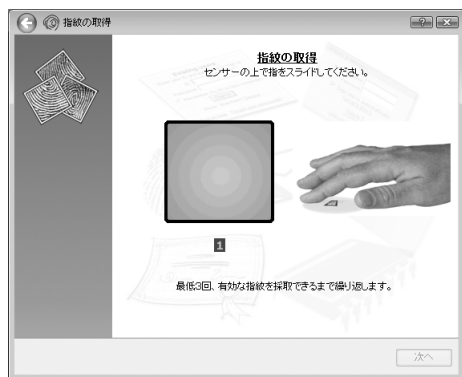 指紋の取得
指紋の取得
センサーの上で指をスライドしてください。
1
最低3回、有効な指紋を採取できるまで繰り返します。
次へ